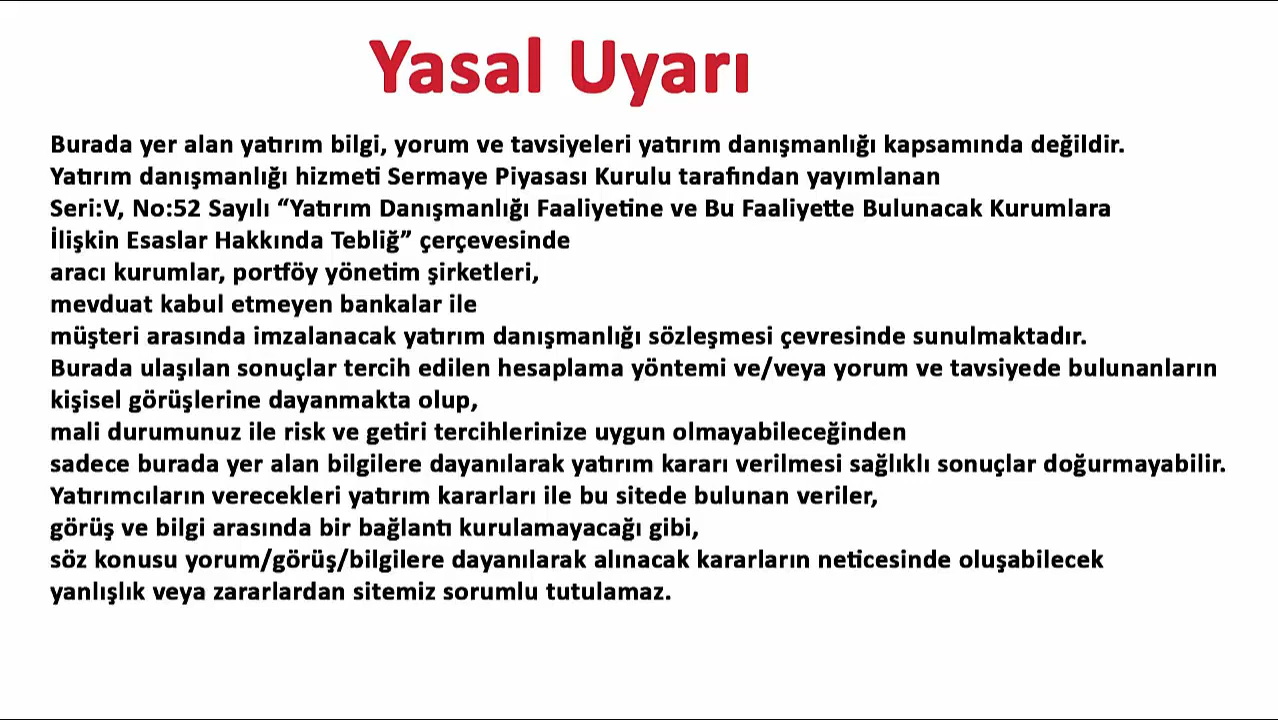 Yasal Uyarı
Burada yer alan yatırım bilgi, yorum ve tavsiyeleri yatırım danışmanlığı kapsamında değildir.
Yatırım danışmanlığı hizmeti Sermaye Piyasası Kurulu tarafından yayımlanan
Seri:V, No:52 Sayılı “Yatırım Danışmanlığı Faaliyetine ve Bu Faaliyette Bulunacak Kurumlara
İlişkin Esaslar Hakkında Tebliğ” çerçevesinde
aracı kurumlar, portföy yönetim şirketleri,
mevduat kabul etmeyen bankalar ile
müşteri arasında imzalanacak yatırım danışmanlığı sözleşmesi çevresinde sunulmaktadır.
Burada ulaşılan sonuçlar tercih edilen hesaplama yöntemi ve/veya yorum ve tavsiyede bulunanların
kişisel görüşlerine dayanmakta olup,
mali durumunuz ile risk ve getiri tercihlerinize uygun olmayabileceğinden
sadece burada yer alan bilgilere dayanılarak yatırım kararı verilmesi sağlıklı sonuçlar doğurmayabilir.
Yatırımcıların verecekleri yatırım kararları ile bu sitede bulunan veriler,
görüş ve bilgi arasında bir bağlantı kurulamayacağı gibi,
söz konusu yorum/görüş/bilgilere dayanılarak alınacak kararların neticesinde oluşabilecek
yanlışlık veya zararlardan sitemiz sorumlu tutulamaz.